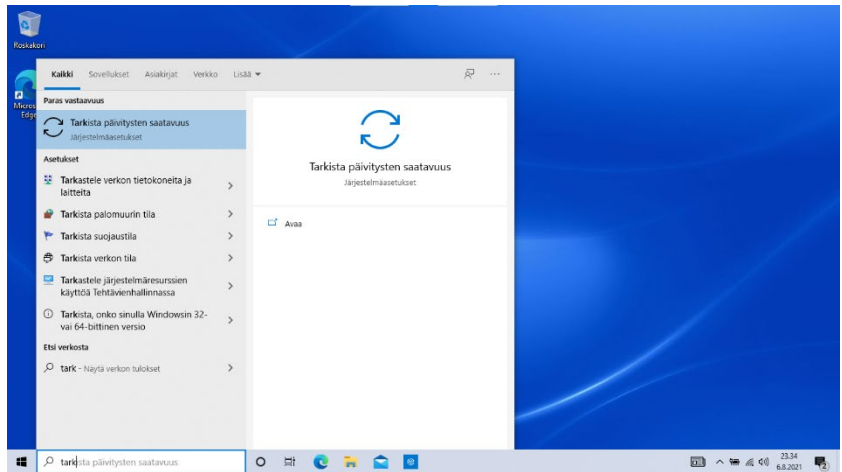 Roskakori
Micros
Edge
Kaikki Sovellukset Asiakirjat Verkko Lisää
Paras vastaavuus
Tarkista päivitysten saatavuus
Järjestelmäasetukset
Asetukset
Tarkastele verkon tietokoneita ja
laitteita
Tarkista palomuurin tila
Tarkista suojaustila
Tarkista verkon tila
Tarkastele järjestelmäresurssien
käyttöä Tehtävienhallinnassa
Tarkista, onko sinulla Windowsin 32-
vai 64-bittinen versio
Etsi verkosta
tark - Näytä verkon tulokset
Tarkista päivitysten saatavuus
Järjestelmäasetukset
Avaa
tarkista päivitysten saatavuus
23.34
6.8.2021
2